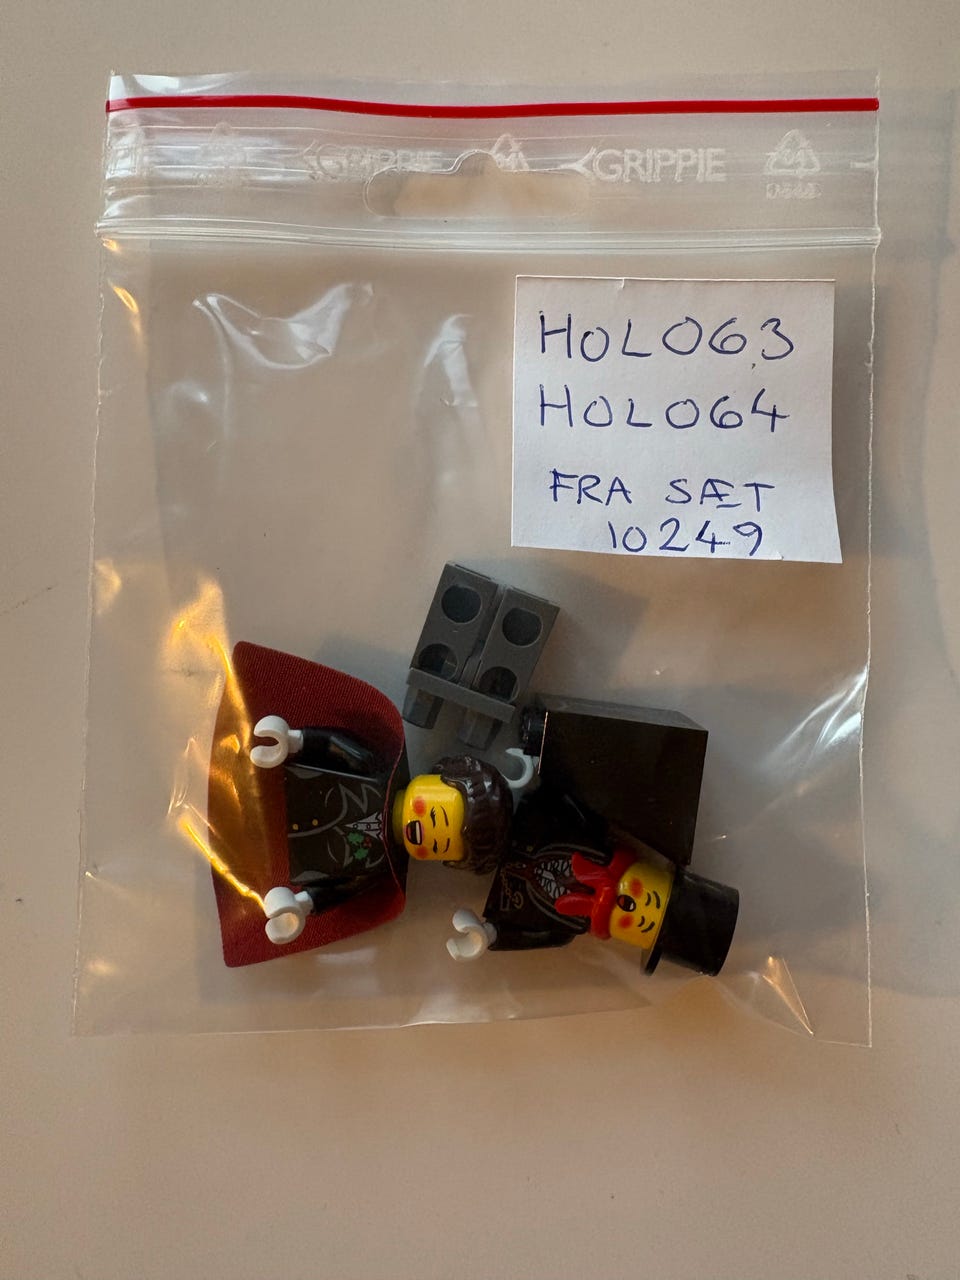 GRIPPIE
GRIPPIE
HOL063
HOL064
FRA SÆT
10249